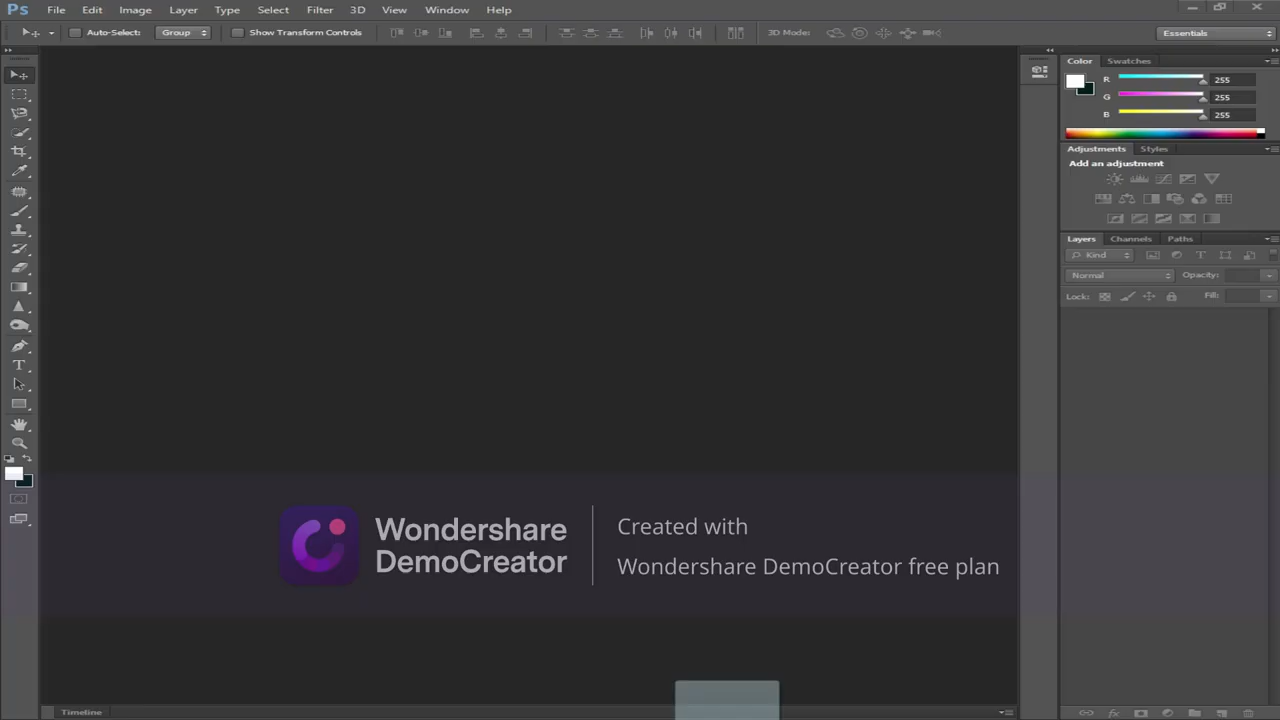 Ps File Edit Image Layer Type Select Filter 3D View Window Help
Auto-Select: Group Show Transform Controls 3D Mode: Essentials
Color Swatches
R 255
G 255
B 255
Adjustments Styles
Add an adjustment
Layers Channels Paths
Kind
Normal Opacity:
Lock: Fill:
Wondershare
DemoCreator
Created with
Wondershare DemoCreator free plan
Timeline